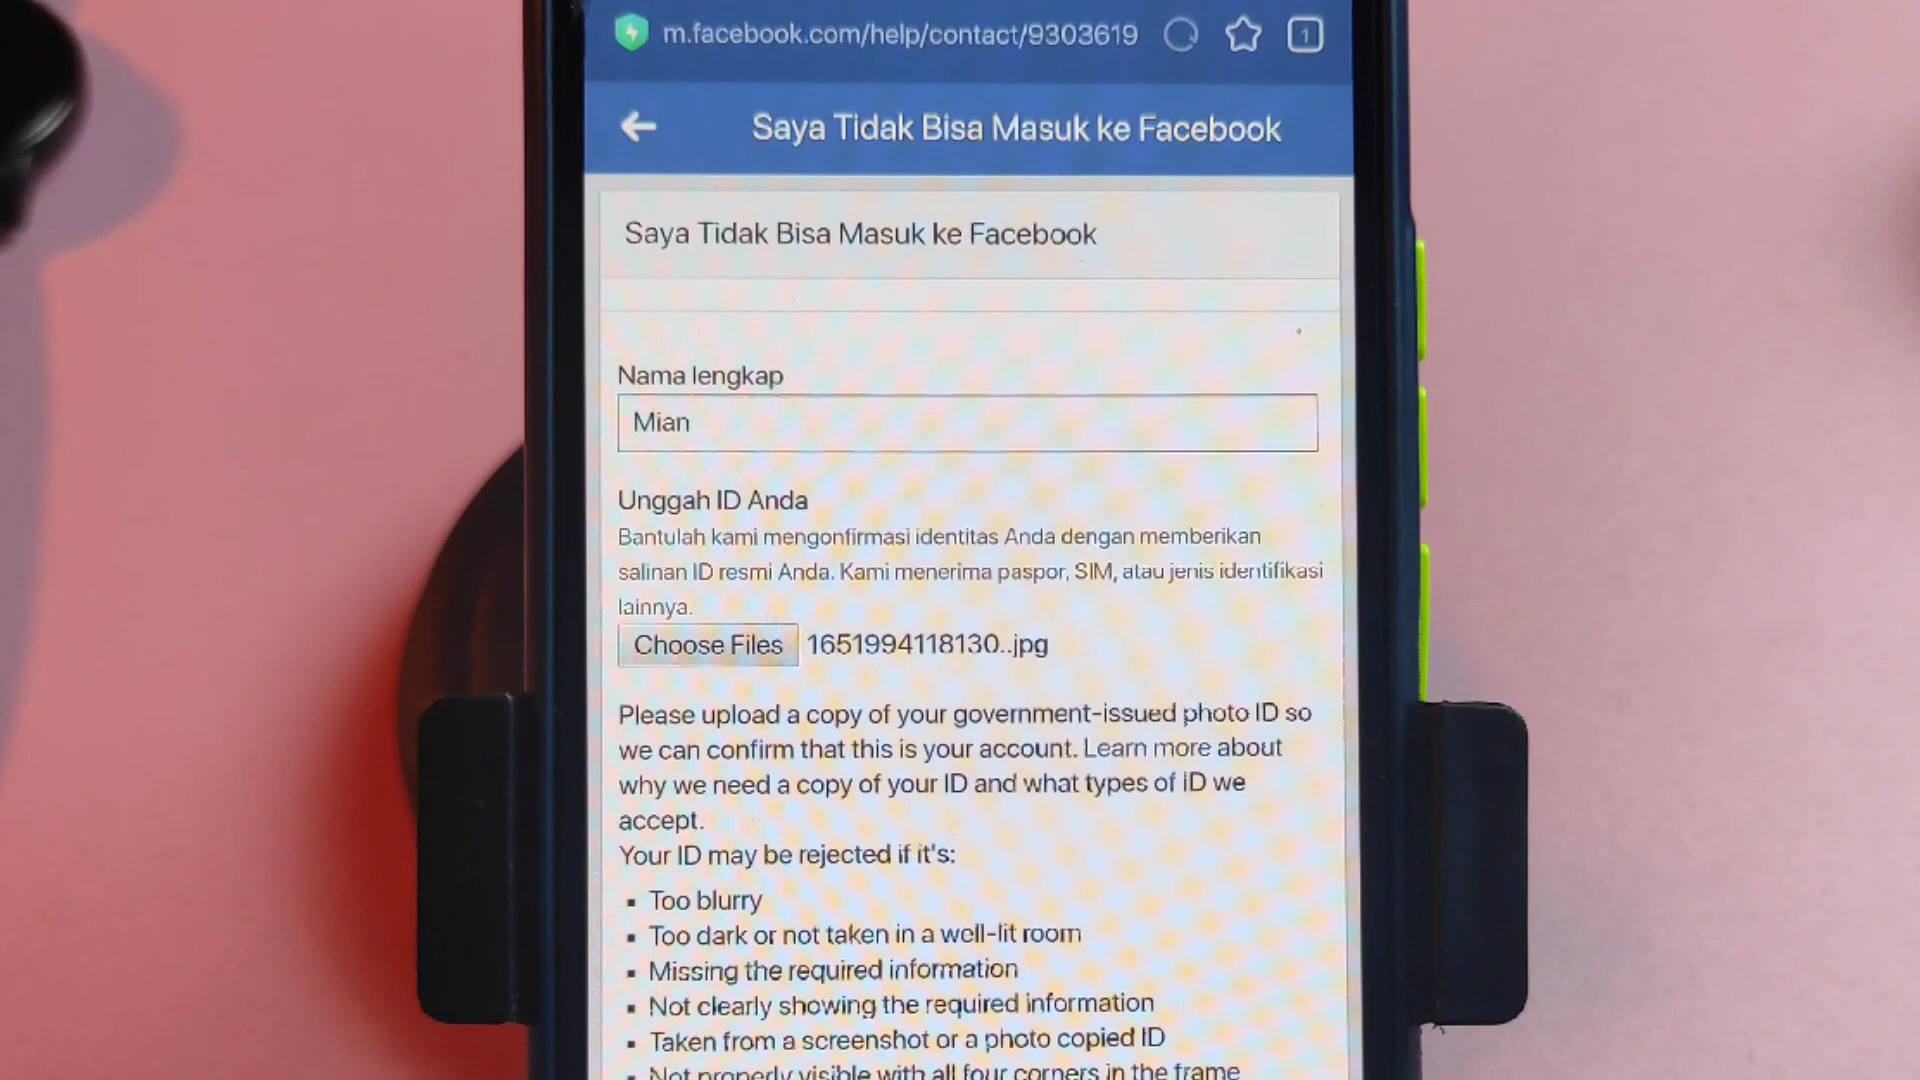 m.facebook.com/help/contact/9303619
1
Saya Tidak Bisa Masuk ke Facebook
Saya Tidak Bisa Masuk ke Facebook
Nama lengkap
Mian
Unggah ID Anda
Bantulah kami mengonfirmasi identitas Anda dengan memberikan
salinan ID resmi Anda. Kami menerima paspor, SIM, atau jenis identifikasi
lainnya.
Choose Files 1651994118130..jpg
Please upload a copy of your government-issued photo ID so
we can confirm that this is your account. Learn more about
why we need a copy of your ID and what types of ID we
accept.
Your ID may be rejected if it's:
▪ Too blurry
▪ Too dark or not taken in a well-lit room
▪ Missing the required information
▪ Not clearly showing the required information
▪ Taken from a screenshot or a photo copied ID
▪ Not properly visible with all four corners in the frame